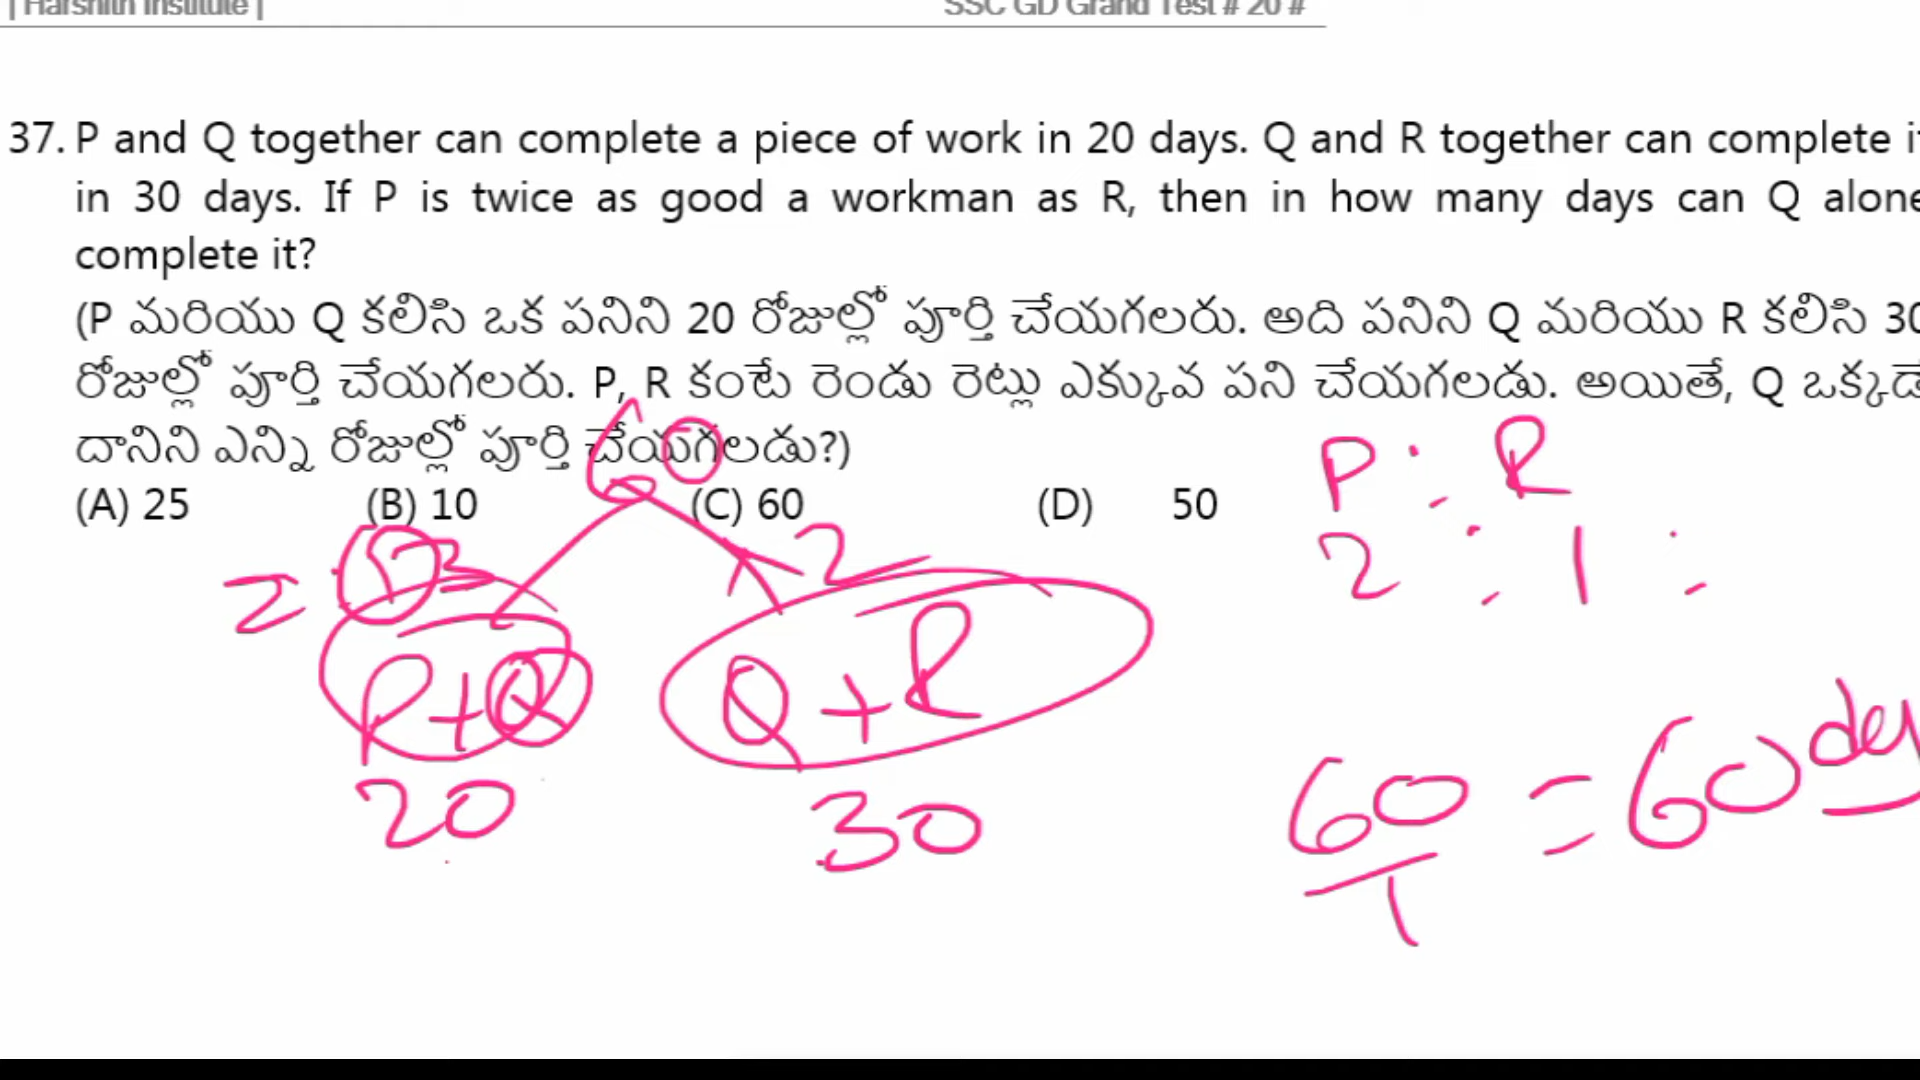 | Harshith Institute |
SSC GD Grand Test # 20 #
37. P and Q together can complete a piece of work in 20 days. Q and R together can complete it
in 30 days. If P is twice as good a workman as R, then in how many days can Q alone
complete it?
(P మరియు Q కలిసి ఒక పనిని 20 రోజుల్లో పూర్తి చేయగలరు. అది పనిని Q మరియు R కలిసి 30
రోజుల్లో పూర్తి చేయగలరు. P, R కంటే రెండు రెట్లు ఎక్కువ పని చేయగలడు. అయితే, Q ఒక్కడే
దానిని ఎన్ని రోజుల్లో పూర్తి చేయగలడు?)
(A) 25 (B) 10 (C) 60 (D) 50
60
P : R
2 : 1 :
3 2
P+Q Q+R
20 30
60/1 = 60 day